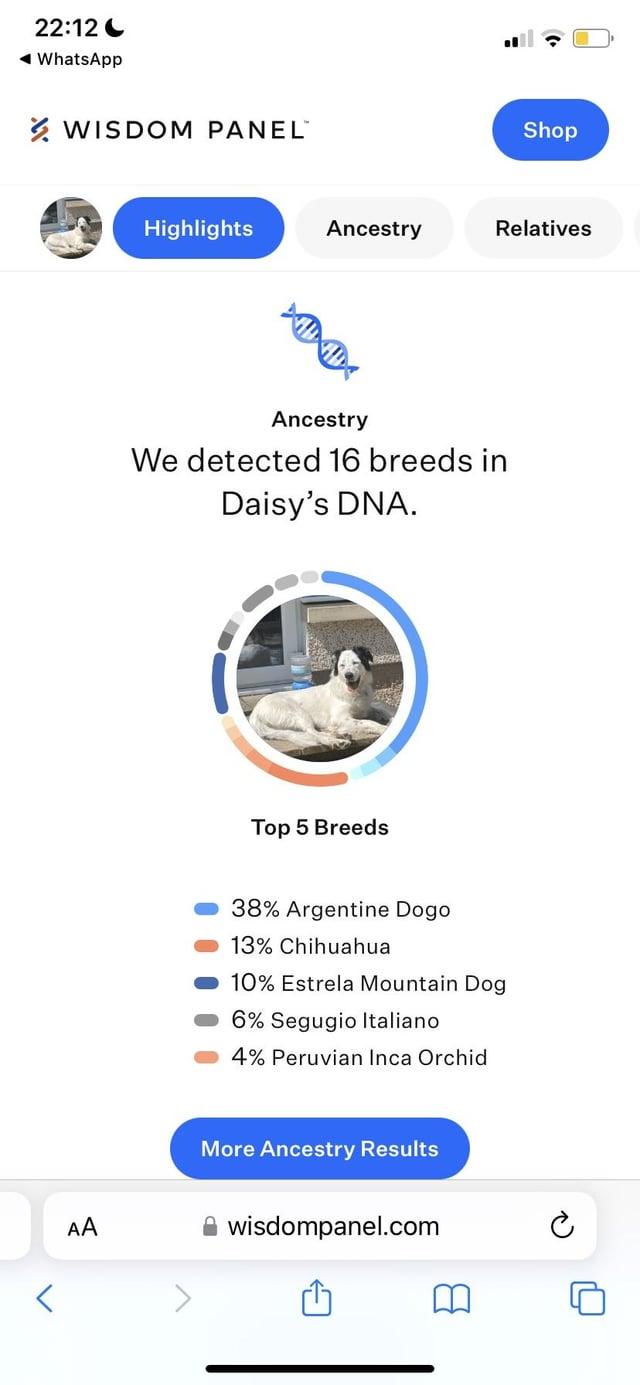 22:12
◀ WhatsApp
WISDOM PANEL™
Shop
Highlights
Ancestry
Relatives
Ancestry
We detected 16 breeds in
Daisy’s DNA.
Top 5 Breeds
38% Argentine Dogo
13% Chihuahua
10% Estrela Mountain Dog
6% Segugio Italiano
4% Peruvian Inca Orchid
More Ancestry Results
AA
wisdompanel.com